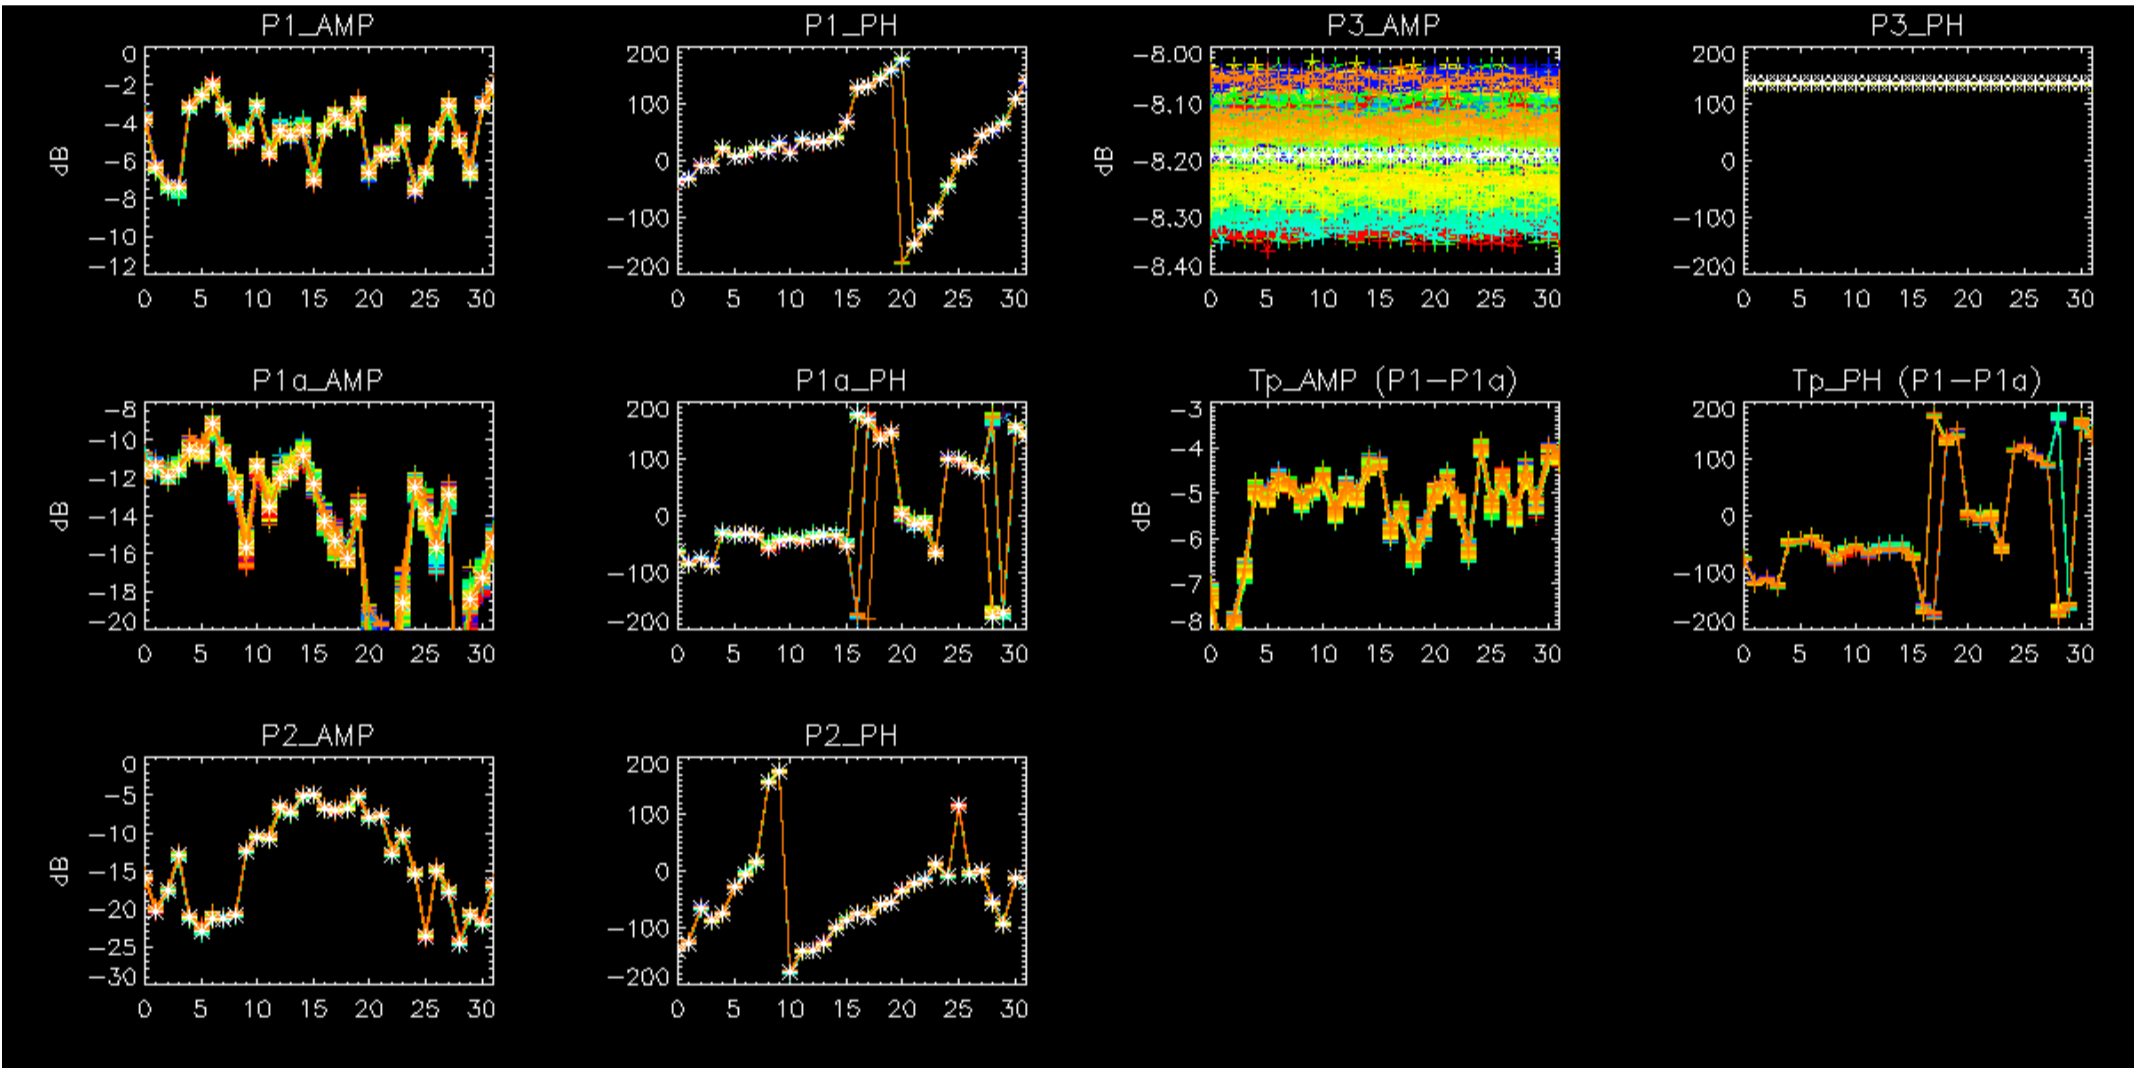 P1_AMP P1_PH P3_AMP P3_PH
0 200 -8.00 200
-2
100 -8.10 100
-4
dB -6 0 dB -8.20 0
-8
-100 -8.30 -100
-10
-12 -200 -8.40 -200
0 5 10 15 20 25 30 0 5 10 15 20 25 30 0 5 10 15 20 25 30 0 5 10 15 20 25 30
P1a_AMP P1a_PH Tp_AMP (P1-P1a) Tp_PH (P1-P1a)
-8 200 -3 200
-10
100 -4 100
-12
dB -14 0 dB -5 0
-16 -6
-100 -100
-18 -7
-20 -200 -8 -200
0 5 10 15 20 25 30 0 5 10 15 20 25 30 0 5 10 15 20 25 30 0 5 10 15 20 25 30
P2_AMP P2_PH
0 200
-5
100
-10
dB -15 0
-20
-100
-25
-30 -200
0 5 10 15 20 25 30 0 5 10 15 20 25 30